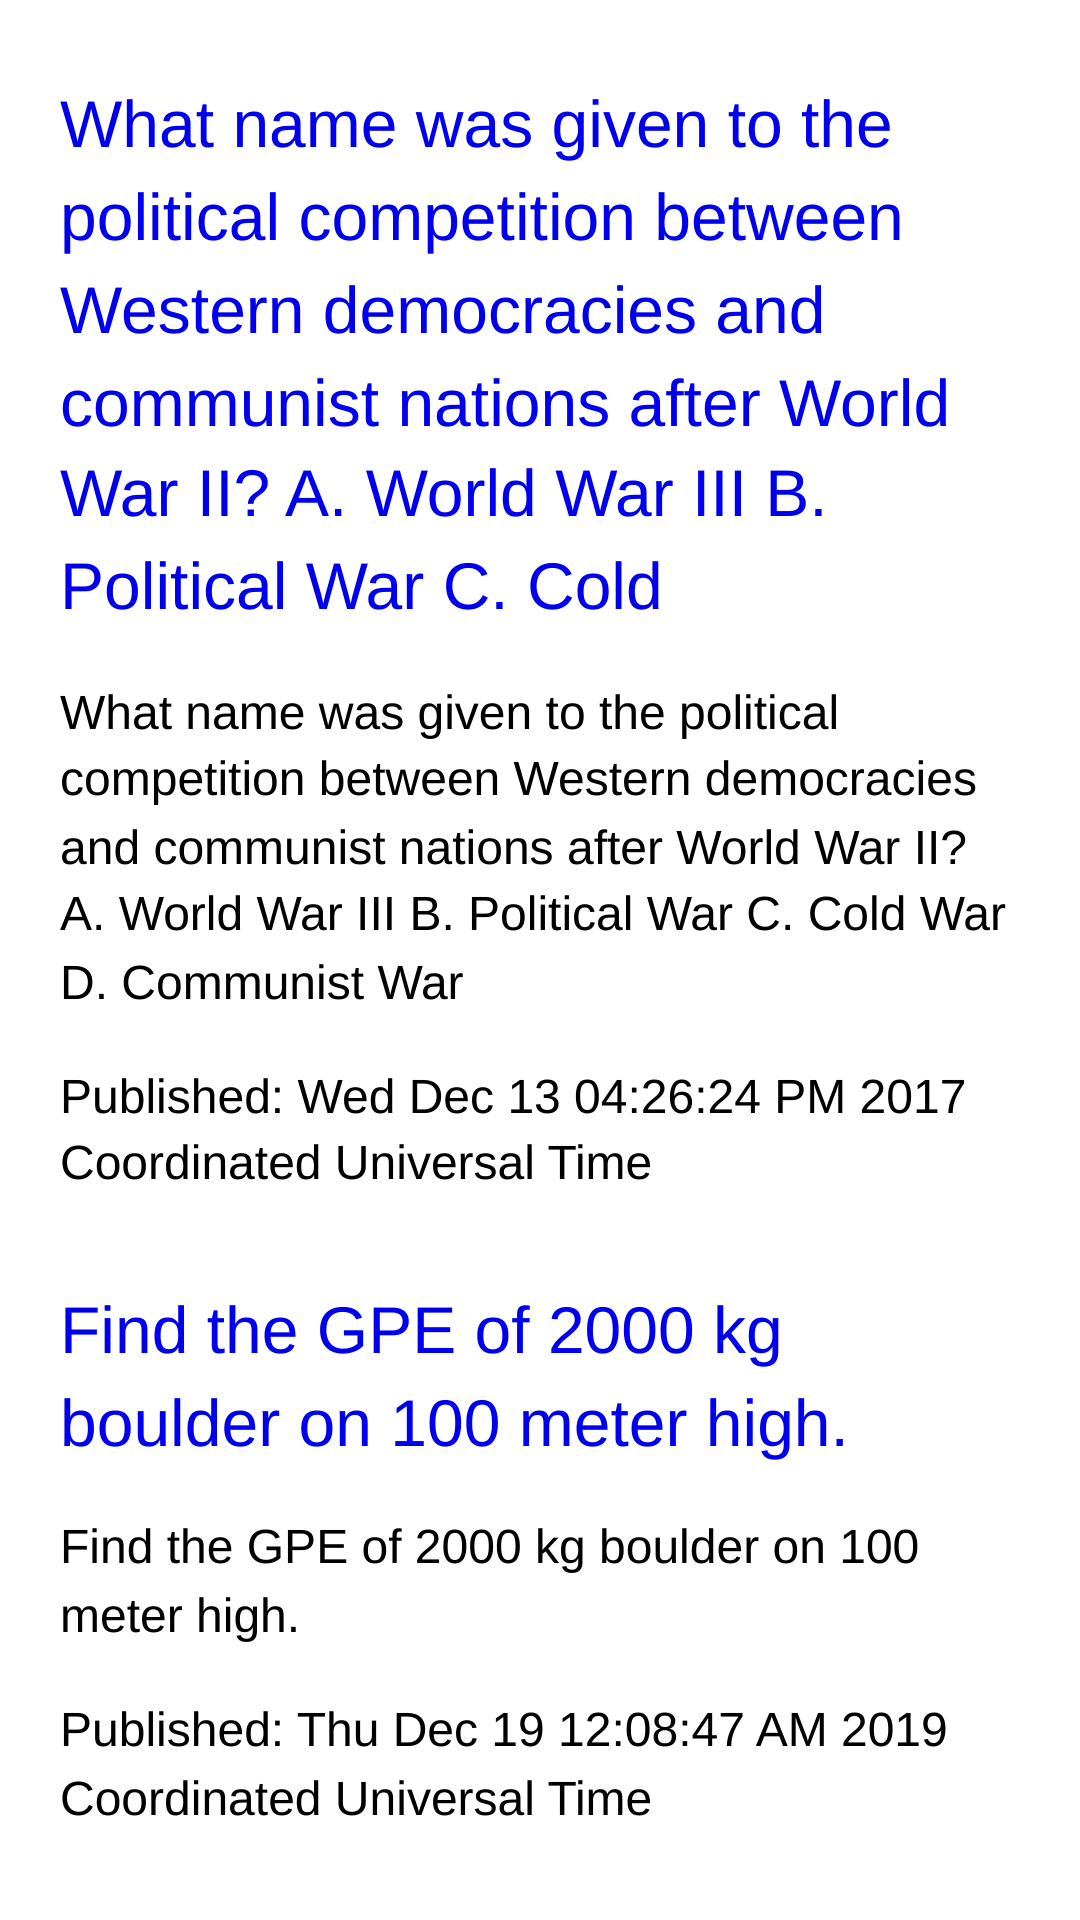 What name was given to the
political competition between
Western democracies and
communist nations after World
War II? A. World War III B.
Political War C. Cold
What name was given to the political
competition between Western democracies
and communist nations after World War II?
A. World War III B. Political War C. Cold War
D. Communist War
Published: Wed Dec 13 04:26:24 PM 2017
Coordinated Universal Time
Find the GPE of 2000 kg
boulder on 100 meter high.
Find the GPE of 2000 kg boulder on 100
meter high.
Published: Thu Dec 19 12:08:47 AM 2019
Coordinated Universal Time